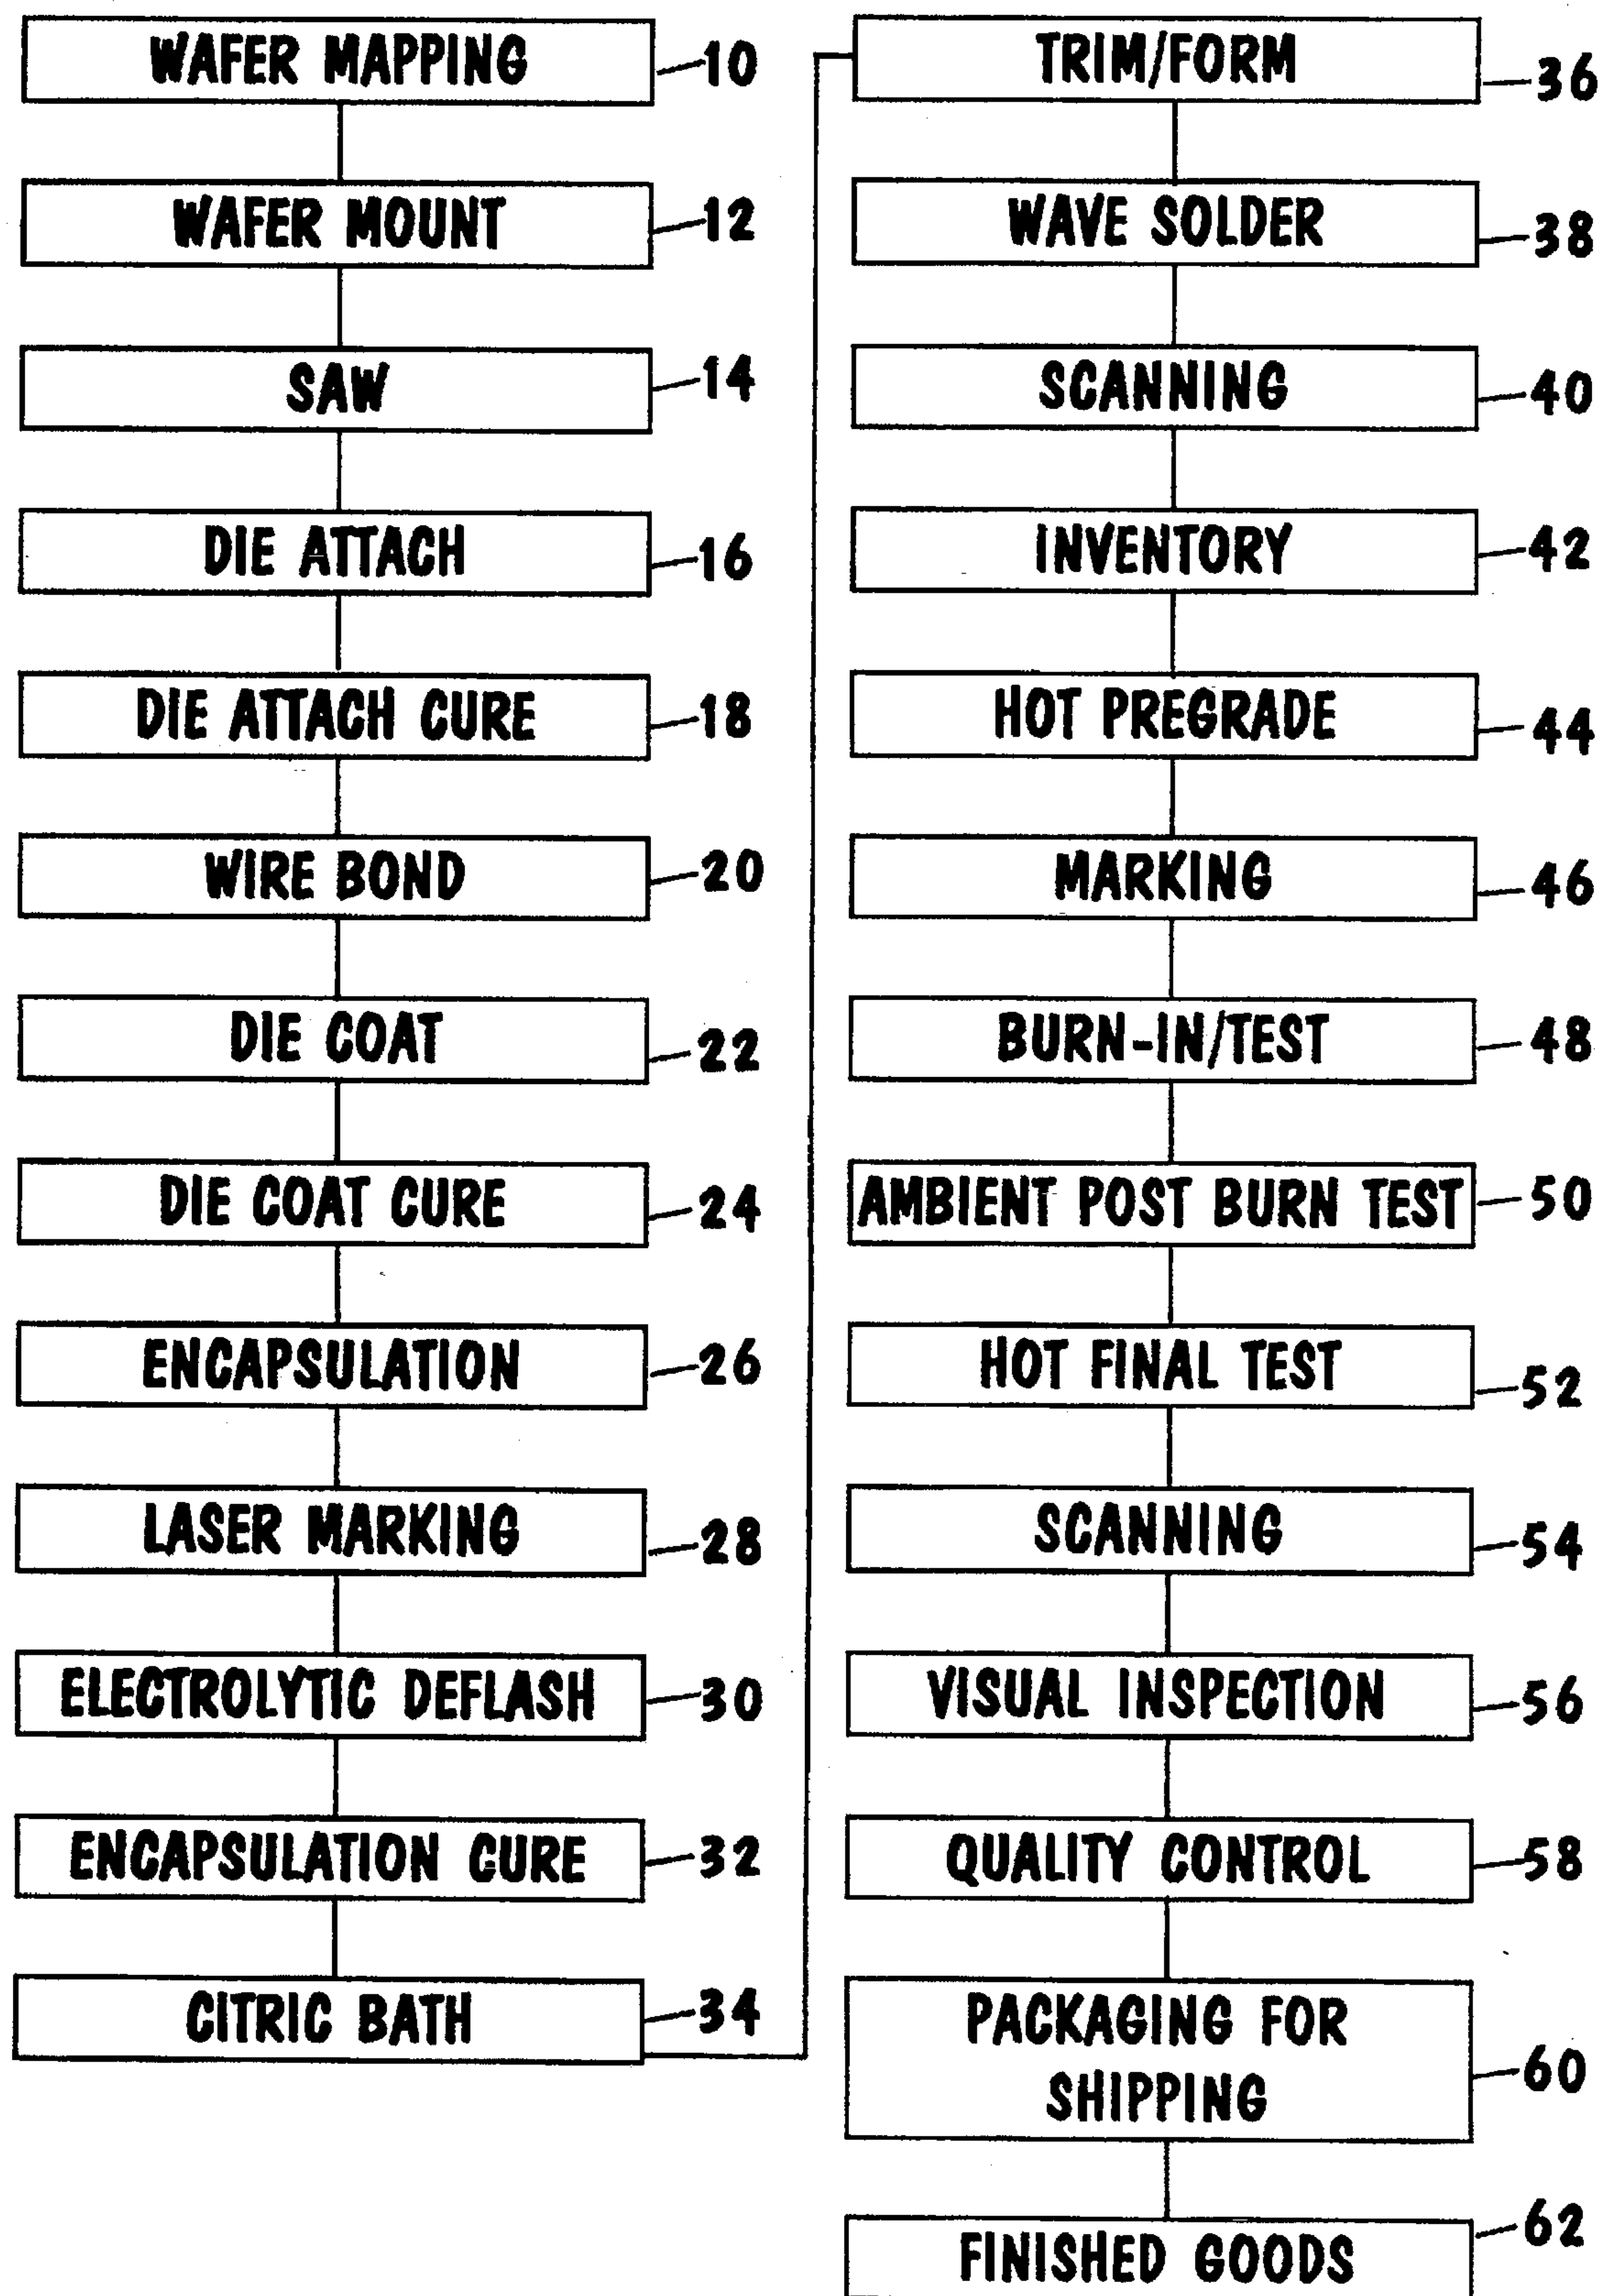 WAFER MAPPING
10
WAFER MOUNT
12
SAW
14
DIE ATTACH
16
DIE ATTACH CURE
18
WIRE BOND
20
DIE COAT
22
DIE COAT CURE
24
ENCAPSULATION
26
LASER MARKING
28
ELECTROLYTIC DEFLASH
30
ENCAPSULATION CURE
32
CITRIC BATH
34
TRIM/FORM
36
WAVE SOLDER
38
SCANNING
40
INVENTORY
42
HOT PREGRADE
44
MARKING
46
BURN-IN/TEST
48
AMBIENT POST BURN TEST
50
HOT FINAL TEST
52
SCANNING
54
VISUAL INSPECTION
56
QUALITY CONTROL
58
PACKAGING FOR
SHIPPING
60
FINISHED GOODS
62